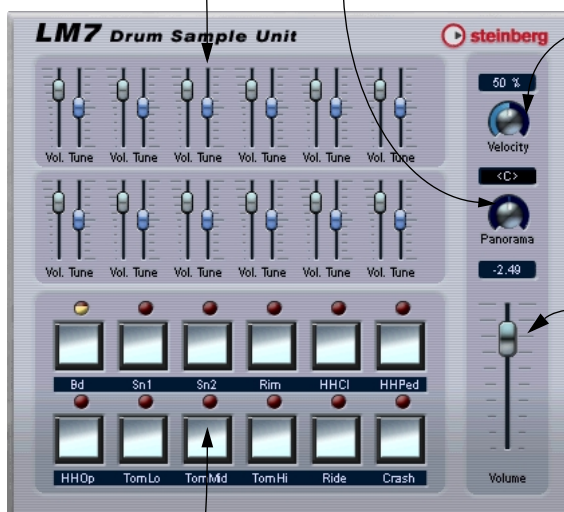 LM7 Drum Sample Unit
steinberg
Vol. Tune Vol. Tune Vol. Tune Vol. Tune Vol. Tune Vol. Tune
Vol. Tune Vol. Tune Vol. Tune Vol. Tune Vol. Tune Vol. Tune
Bd Sn1 Sn2 Rim HHCl HHPed
HHOp TomLo TomMid TomHi Ride Crash
50 %
Velocity
<C>
Panorama
-2.49
Volume